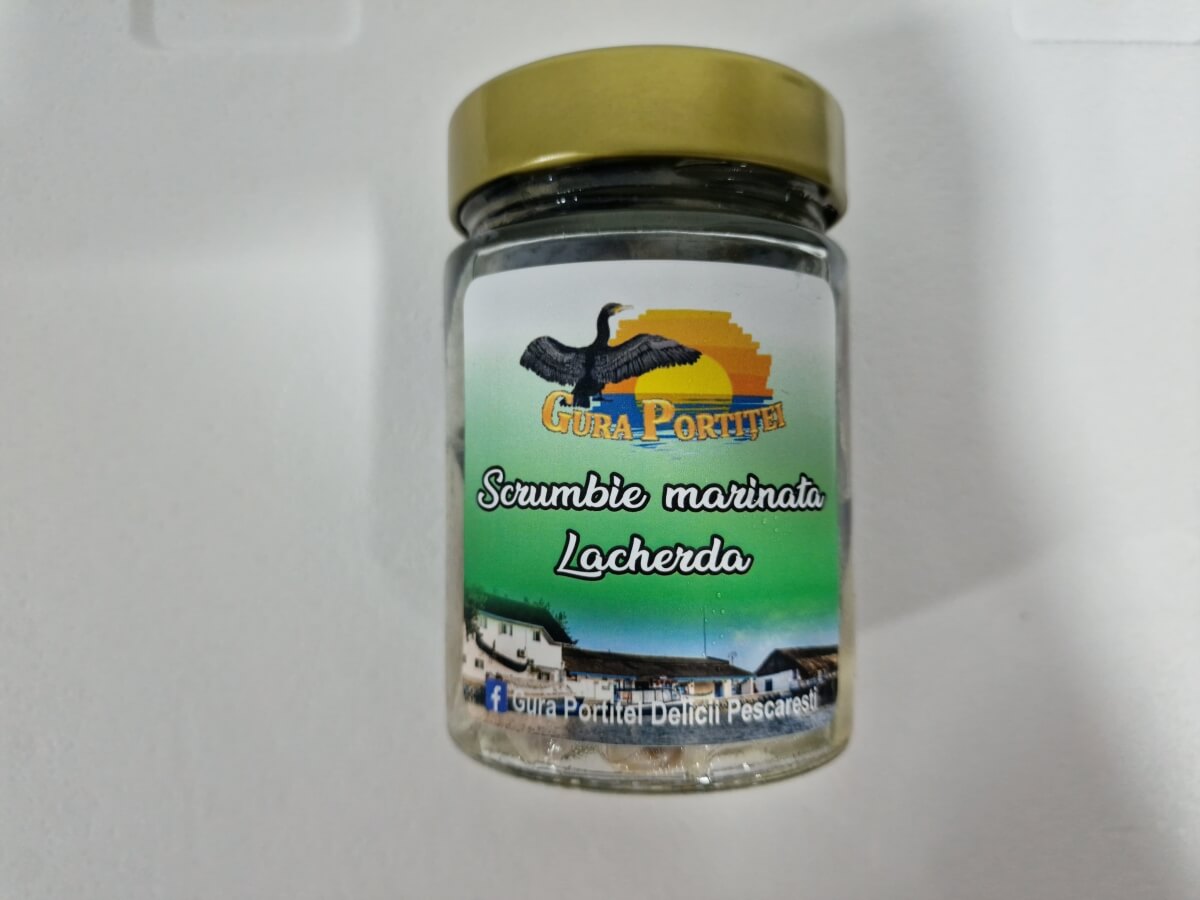 GURA PORTIȚEI
Scrumbie marinata
Lacherda
f Gura Portitei Delicii Pescaresti